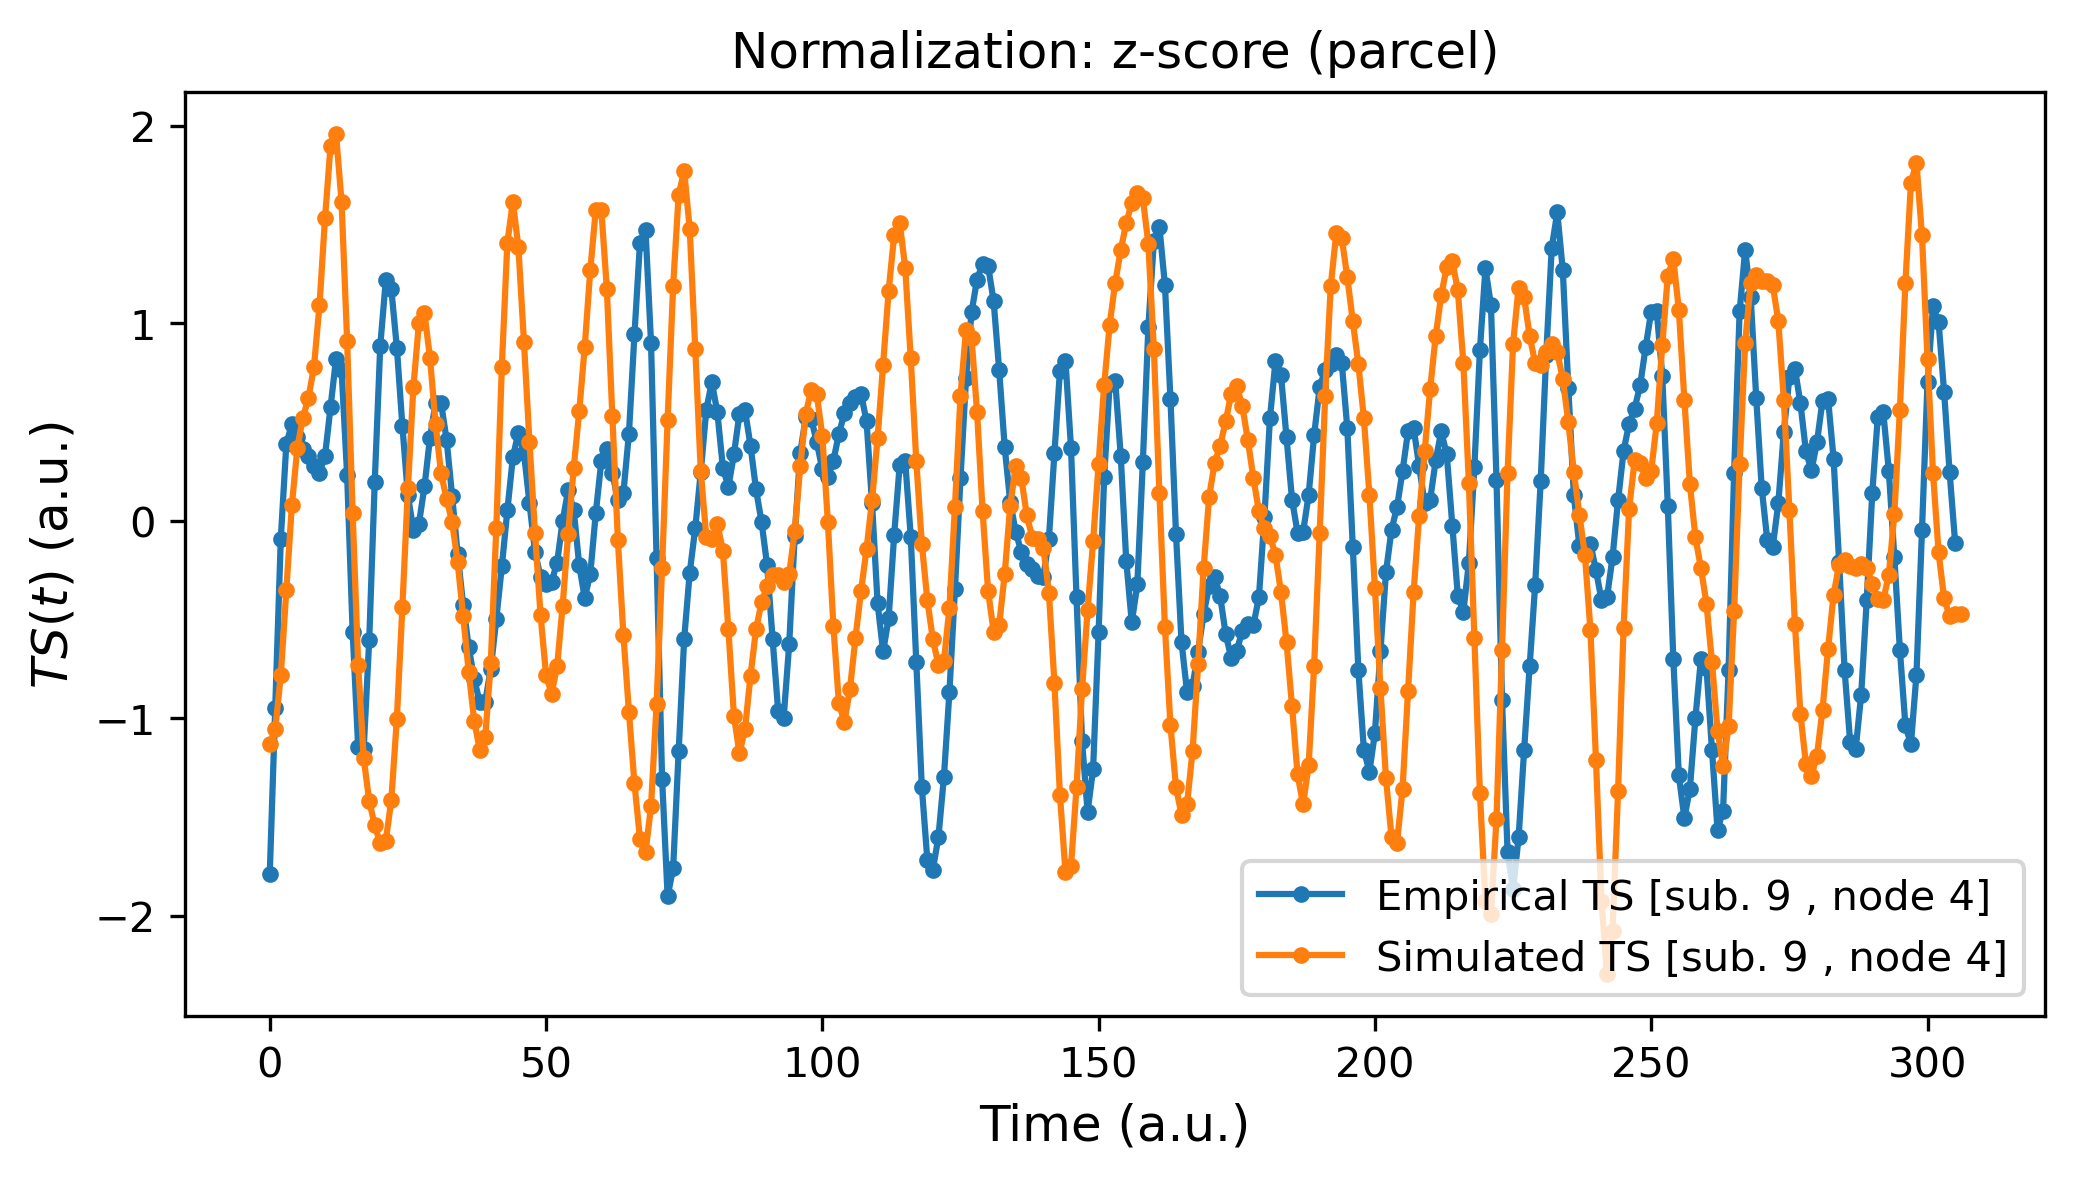 Normalization: z-score (parcel)
TS(t) (a.u.)
2
1
0
−1
−2
Empirical TS [sub. 9 , node 4]
Simulated TS [sub. 9 , node 4]
0 50 100 150 200 250 300
Time (a.u.)